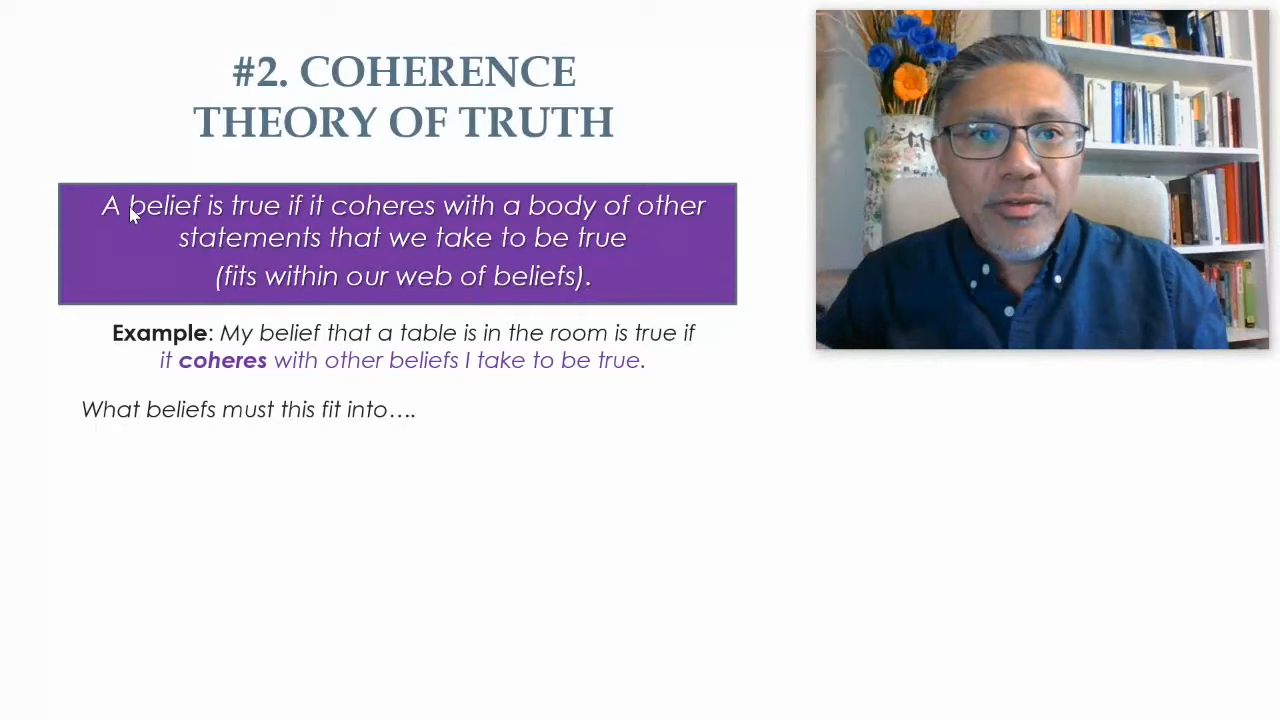 #2. COHERENCE
THEORY OF TRUTH
A belief is true if it coheres with a body of other
statements that we take to be true
(fits within our web of beliefs).
Example: My belief that a table is in the room is true if
it coheres with other beliefs I take to be true.
What beliefs must this fit into….